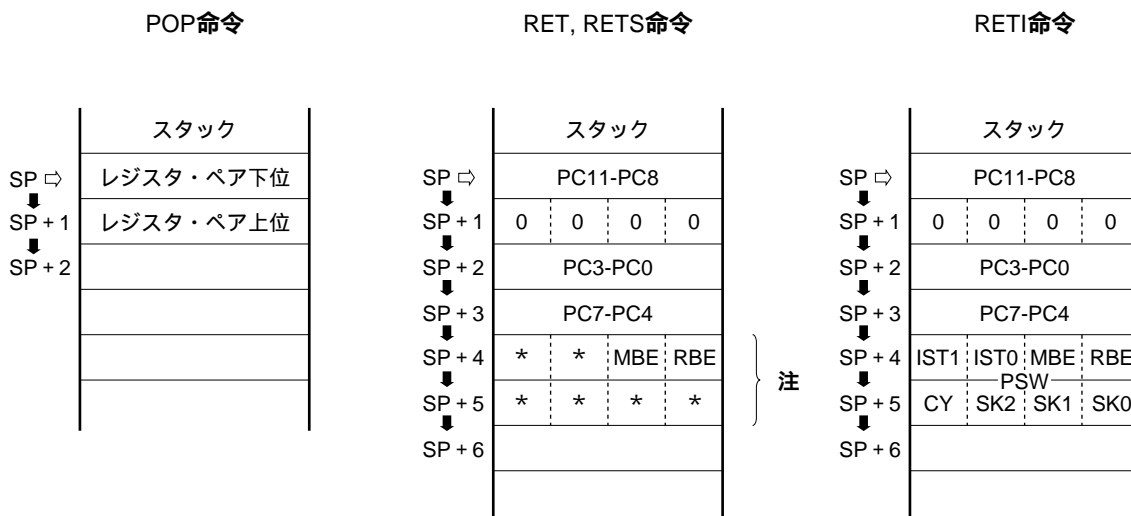 POP命令
スタック
SP ⇨ レジスタ・ペア下位
SP + 1 レジスタ・ペア上位
SP + 2
RET, RETS命令
スタック
SP ⇨ PC11-PC8
SP + 1 0 0 0 0
SP + 2 PC3-PC0
SP + 3 PC7-PC4
SP + 4 * * MBE RBE
SP + 5 * * * *
SP + 6
注
RETI命令
スタック
SP ⇨ PC11-PC8
SP + 1 0 0 0 0
SP + 2 PC3-PC0
SP + 3 PC7-PC4
SP + 4 IST1 IST0 MBE RBE
PSW
SP + 5 CY SK2 SK1 SK0
SP + 6